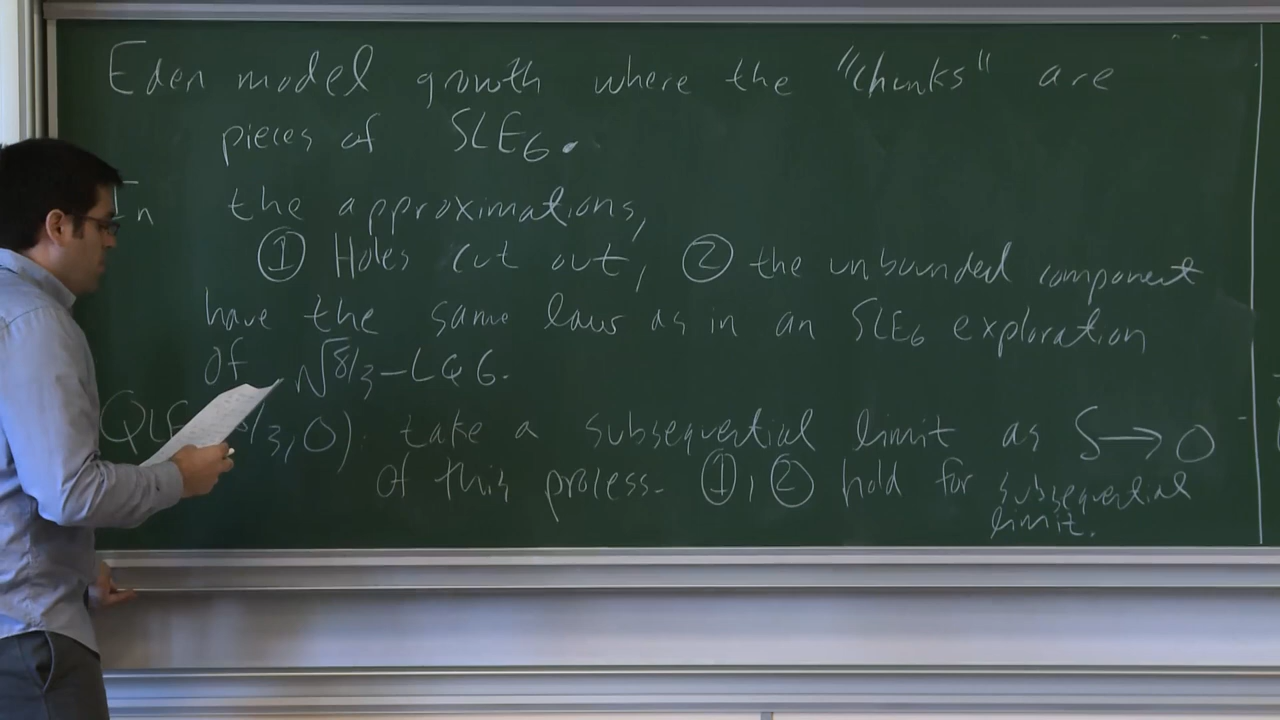 Eden model growth where the "chunks" are
pieces of SLE₆.
In the approximations,
① Holes cut out, ② the unbounded component
have the same laws as in an SLE₆ exploration
of √8/3-LQG.
/3,0). take a subsequential limit as δ→0
of this process. ①,② hold for subsequential
limit.